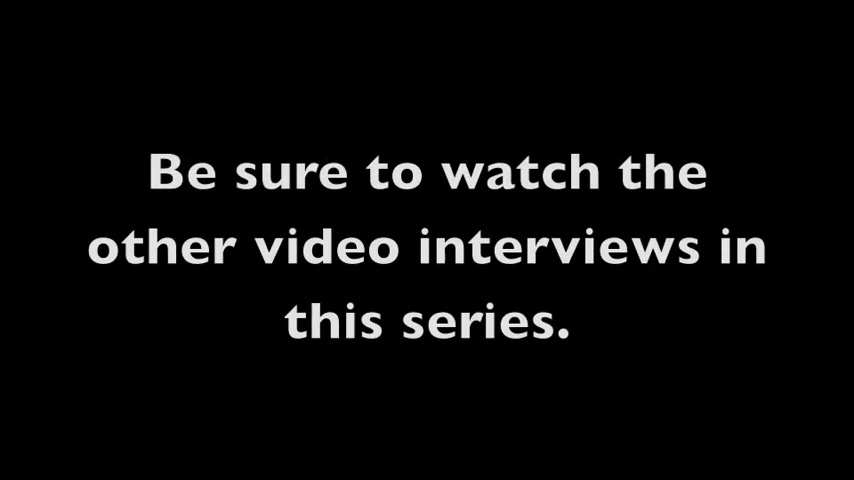 Be sure to watch the
other video interviews in
this series.